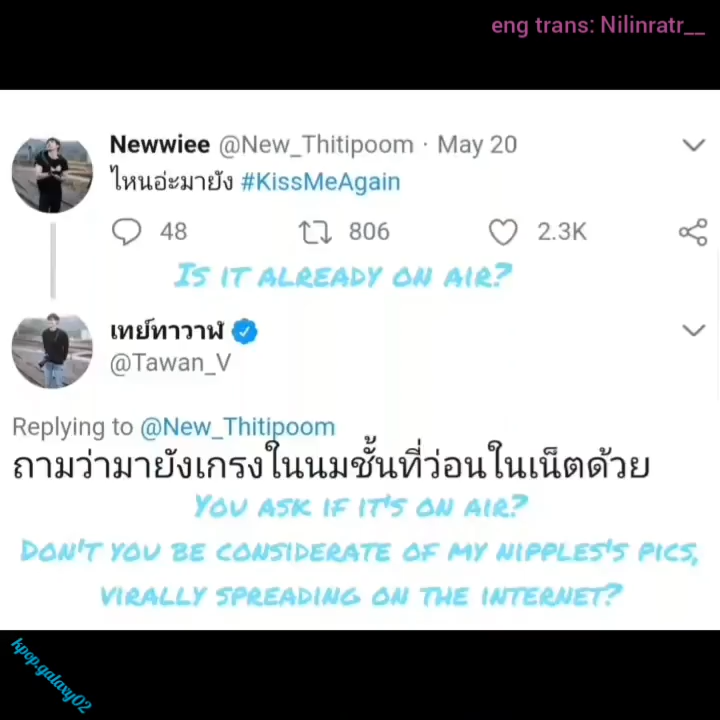 eng trans: Nilinratr__
Newwiee @New_Thitipoom · May 20
ไหนอ่ะมายัง #KissMeAgain
48 806 2.3K
Is it already on air?
เทย์ทาวาฬ
@Tawan_V
Replying to @New_Thitipoom
ถามว่ามายังเกรงในนมชั้นที่ว่อนในเน็ตด้วย
You ask if it's on air?
Don't you be considerate of my nipples's pics,
virally spreading on the internet?
kpop.galaxy02